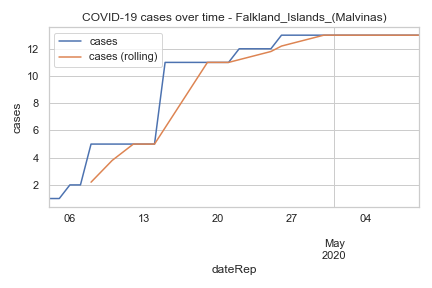 COVID-19 cases over time - Falkland_Islands_(Malvinas)
cases
cases (rolling)
cases
12
10
8
6
4
2
06 13 20 27 04
May
2020
dateRep